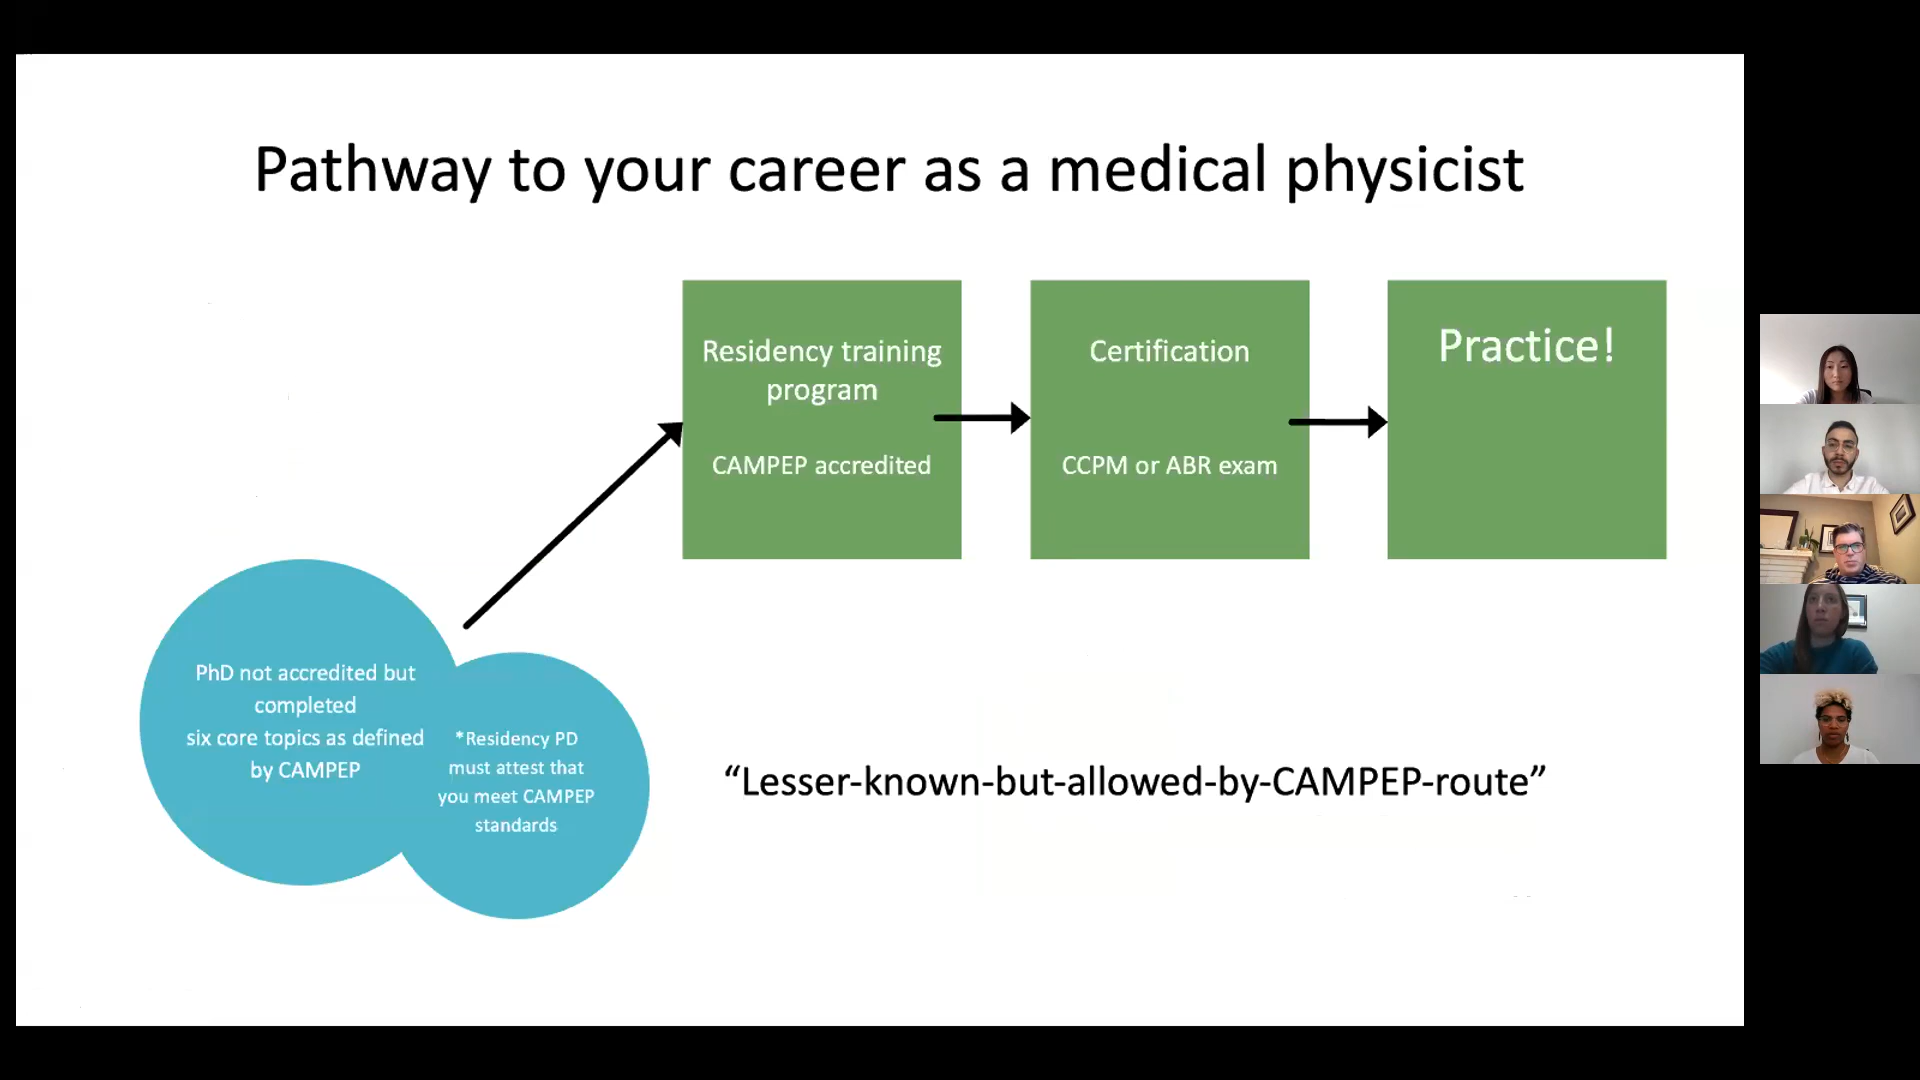 Pathway to your career as a medical physicist
Residency training
program
CAMPEP accredited
Certification
CCPM or ABR exam
Practice!
PhD not accredited but
completed
six core topics as defined
by CAMPEP
*Residency PD
must attest that
you meet CAMPEP
standards
“Lesser-known-but-allowed-by-CAMPEP-route”